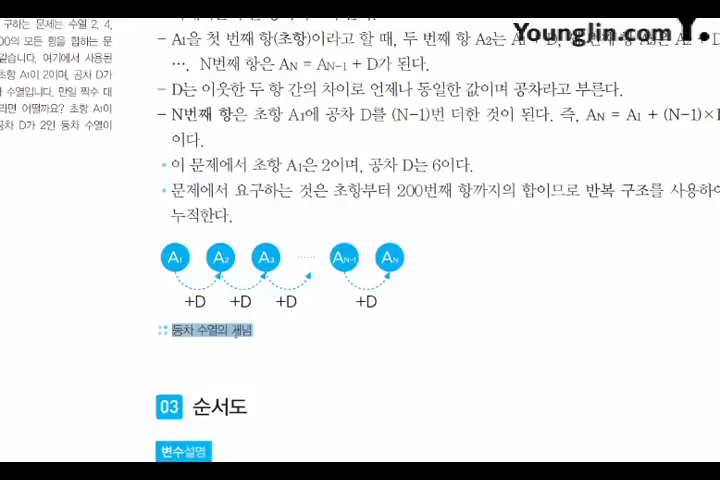 구하는 문제는 수열 2, 4,
00의 모든 항을 합하는 문
같습니다. 여기에서 사용된
초항 A1이 2이며, 공차 D가
수열입니다. 만일 짝수 대
라면 어떨까요? 초항 A1이
공차 D가 2인 등차 수열이
Younglin.com Y.
– A1을 첫 번째 항(초항)이라고 할 때, 두 번째 항 A2는 A1 + D,
…, N번째 항은 AN = AN-1 + D가 된다.
– D는 이웃한 두 항 간의 차이로 언제나 동일한 값이며 공차라고 부른다.
– N번째 항은 초항 A1에 공차 D를 (N-1)번 더한 것이 된다. 즉, AN = A1 + (N-1)×
이다.
• 이 문제에서 초항 A1은 2이며, 공차 D는 6이다.
• 문제에서 요구하는 것은 초항부터 200번째 항까지의 합이므로 반복 구조를 사용하여
누적한다.
A1 A2 A3 …… AN-1 AN
+D +D +D +D
등차 수열의 개념
03 순서도
변수설명